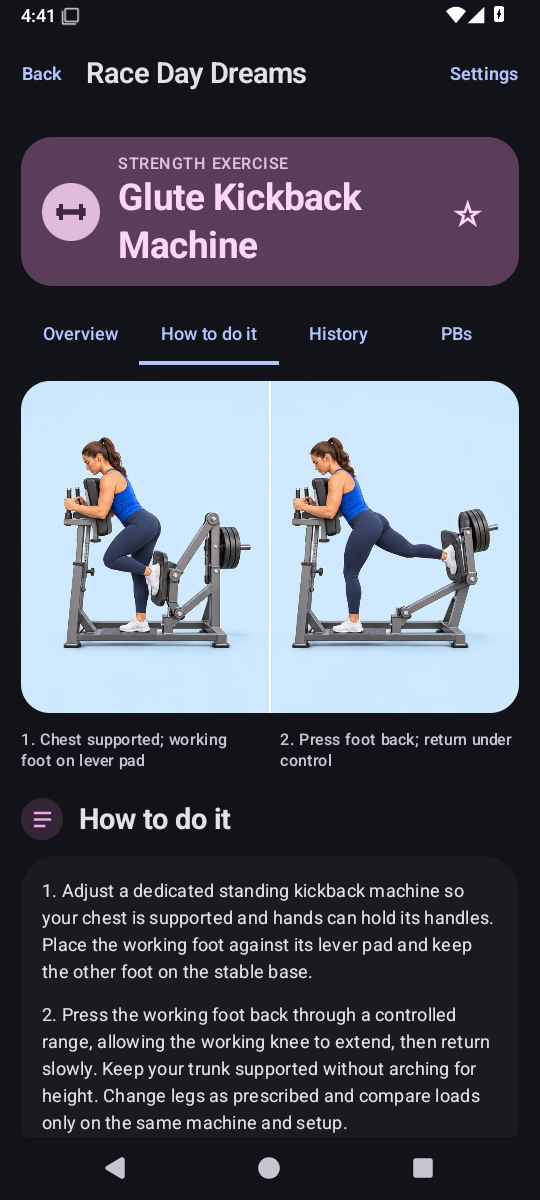 4:41
Back
Race Day Dreams
Settings
STRENGTH EXERCISE
Glute Kickback
Machine
Overview
How to do it
History
PBs
1. Chest supported; working
foot on lever pad
2. Press foot back; return under
control
How to do it
1. Adjust a dedicated standing kickback machine so
your chest is supported and hands can hold its handles.
Place the working foot against its lever pad and keep
the other foot on the stable base.
2. Press the working foot back through a controlled
range, allowing the working knee to extend, then return
slowly. Keep your trunk supported without arching for
height. Change legs as prescribed and compare loads
only on the same machine and setup.